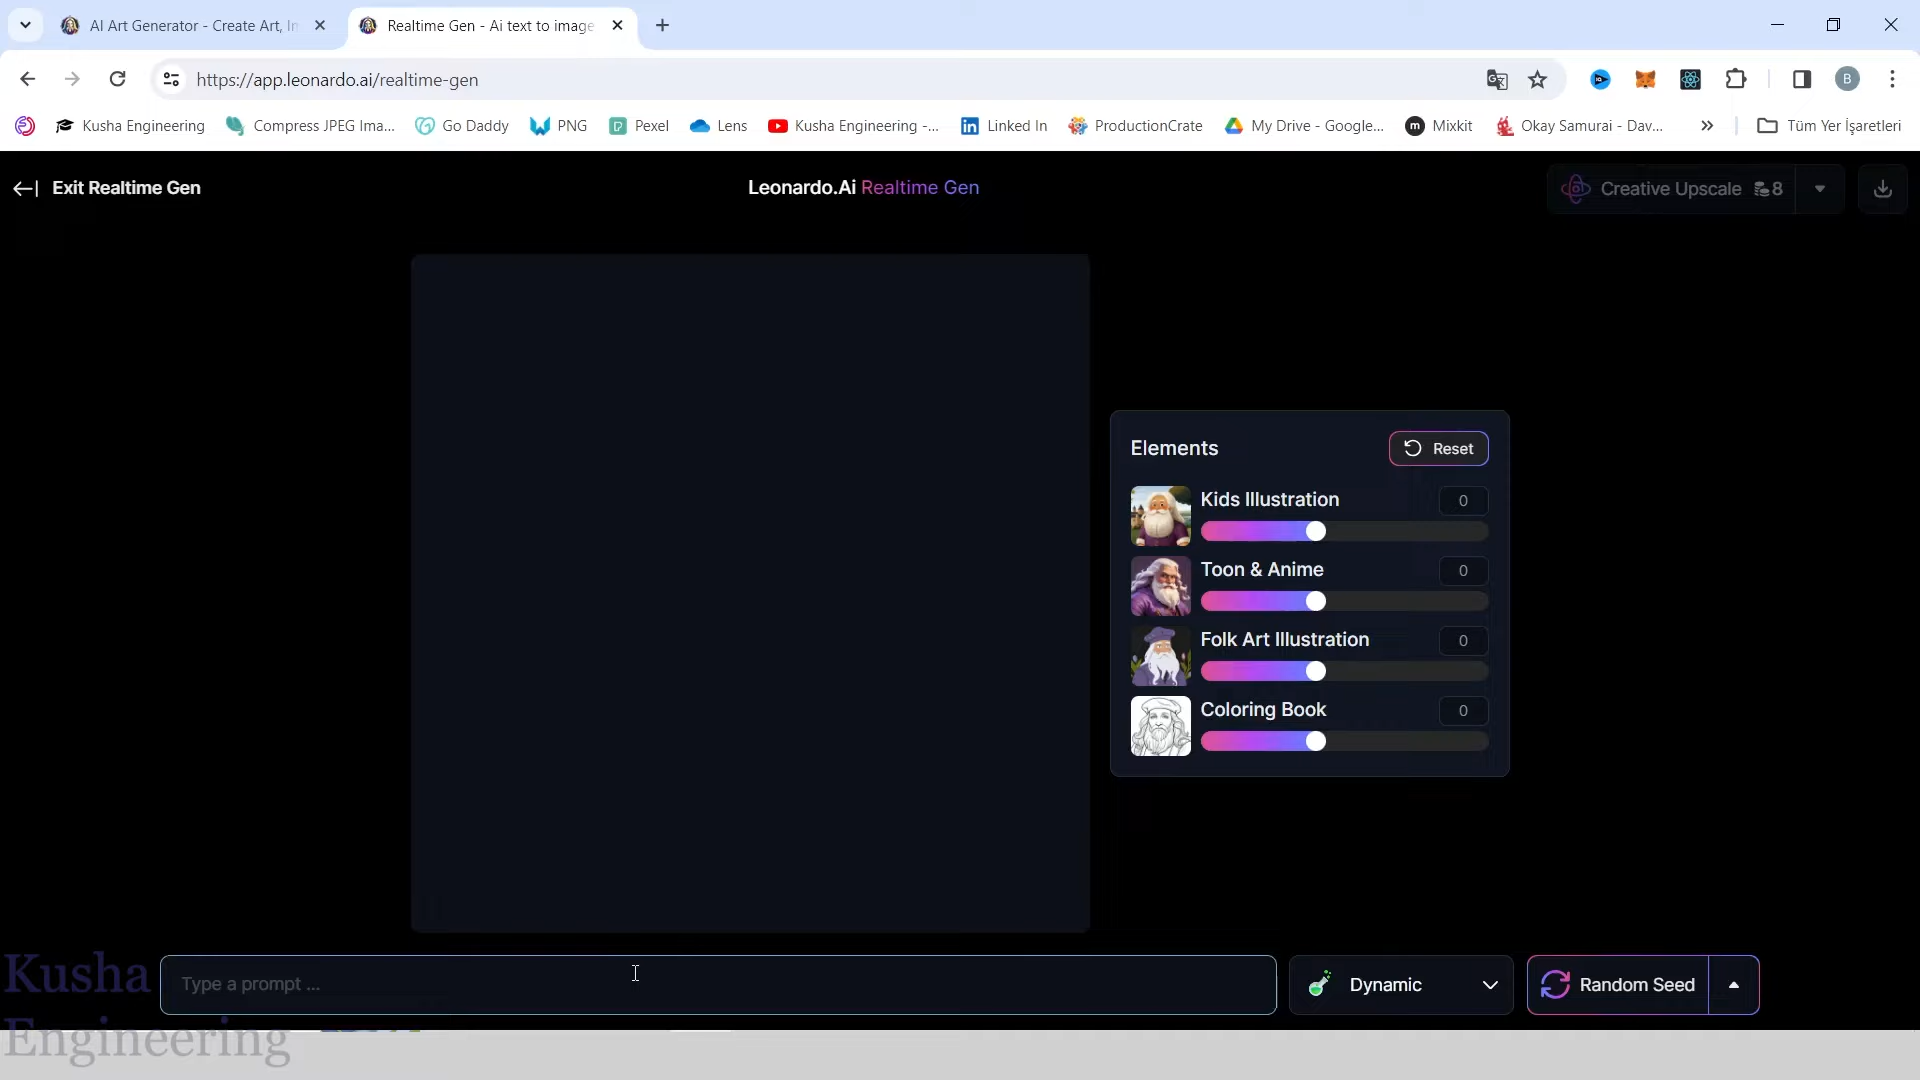 AI Art Generator - Create Art, In
Realtime Gen - Ai text to image
https://app.leonardo.ai/realtime-gen
B
Kusha Engineering
Compress JPEG Ima...
Go Daddy
PNG
Pexel
Lens
Kusha Engineering -...
Linked In
ProductionCrate
My Drive - Google...
Mixkit
Okay Samurai - Dav...
Tüm Yer İşaretleri
Exit Realtime Gen
Leonardo.Ai Realtime Gen
Creative Upscale 8
Elements
Reset
Kids Illustration
0
Toon & Anime
0
Folk Art Illustration
0
Coloring Book
0
Type a prompt ...
Dynamic
Random Seed
Kusha
Engineering